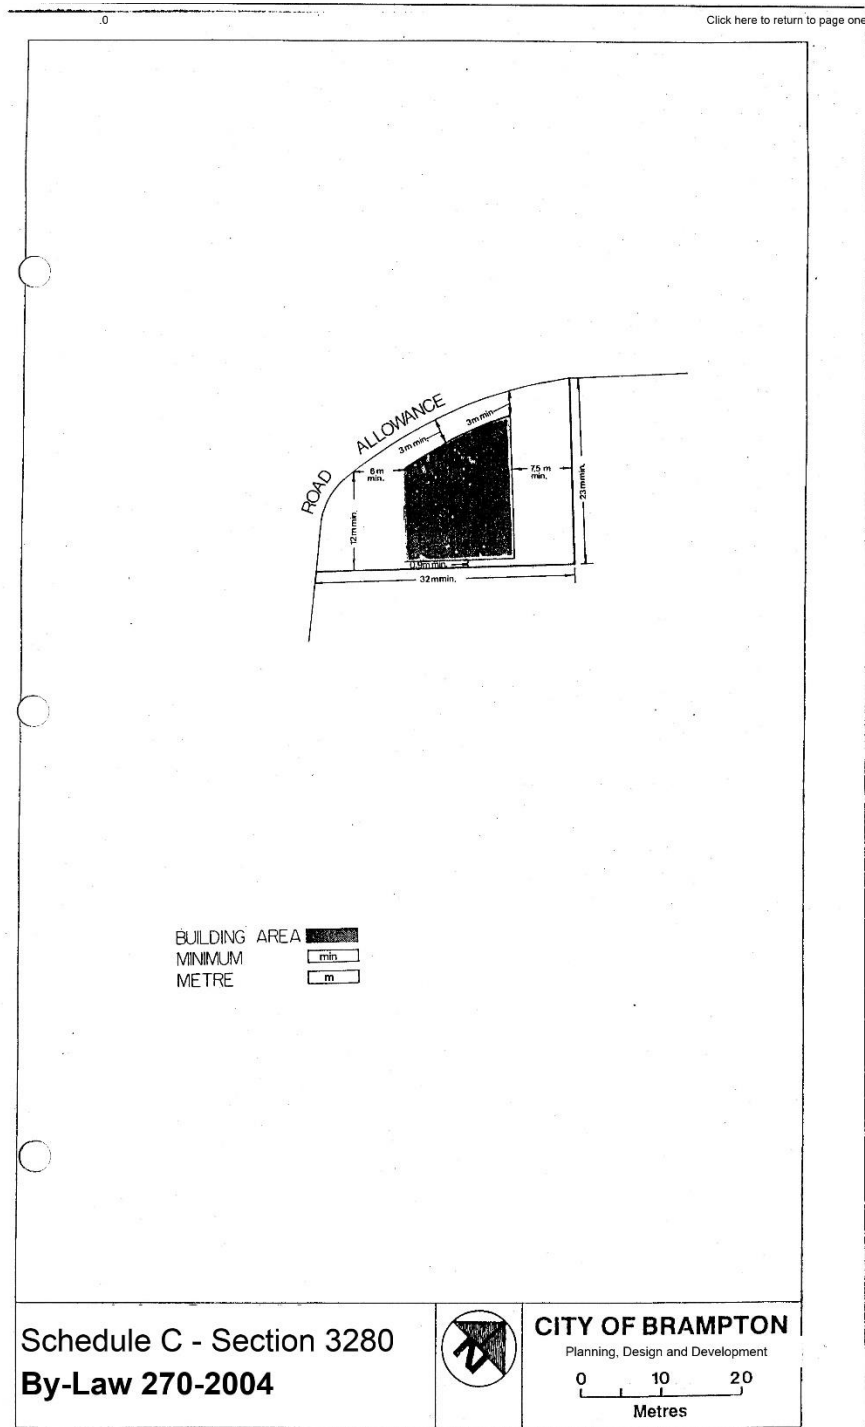 .0
Click here to return to page one
ROAD ALLOWANCE
3m min.
3m min.
6m
min.
7.5 m
min.
12m min.
23m min.
0.9m min.
32mmin.
BUILDING AREA
MINIMUM min
METRE m
Schedule C - Section 3280
By-Law 270-2004
N
CITY OF BRAMPTON
Planning, Design and Development
0 10 20
Metres